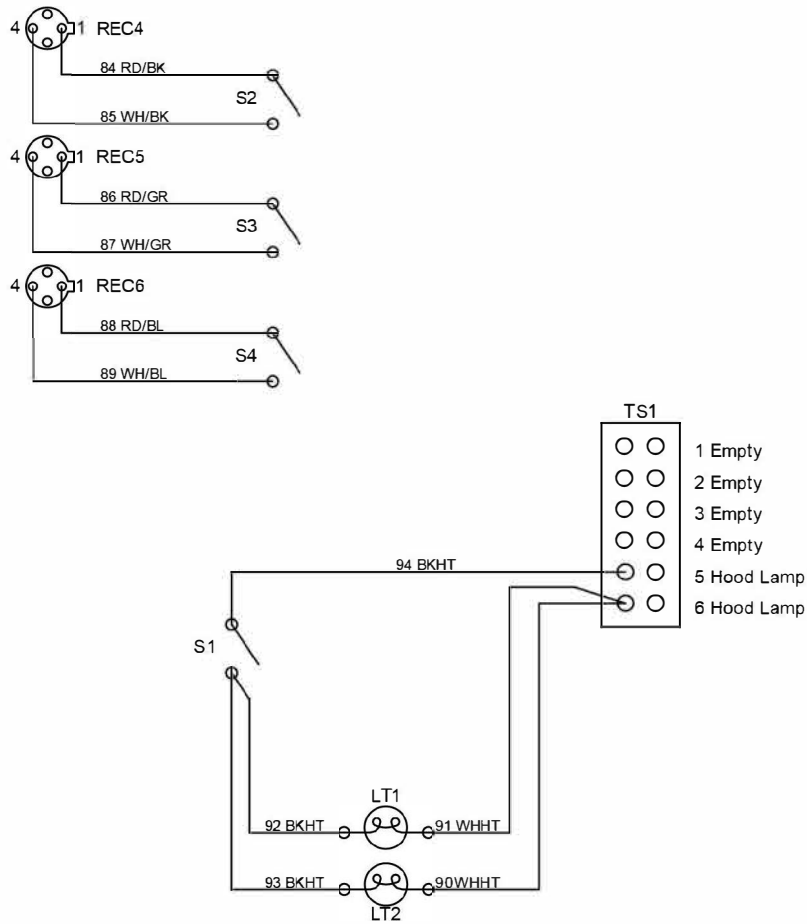 4 1 REC4
84 RD/BK
S2
85 WH/BK
4 1 REC5
86 RD/GR
S3
87 WH/GR
4 1 REC6
88 RD/BL
S4
89 WH/BL
TS1
1 Empty
2 Empty
3 Empty
4 Empty
94 BKHT
5 Hood Lamp
6 Hood Lamp
S1
LT1
92 BKHT 91 WHHT
93 BKHT 90WHHT
LT2